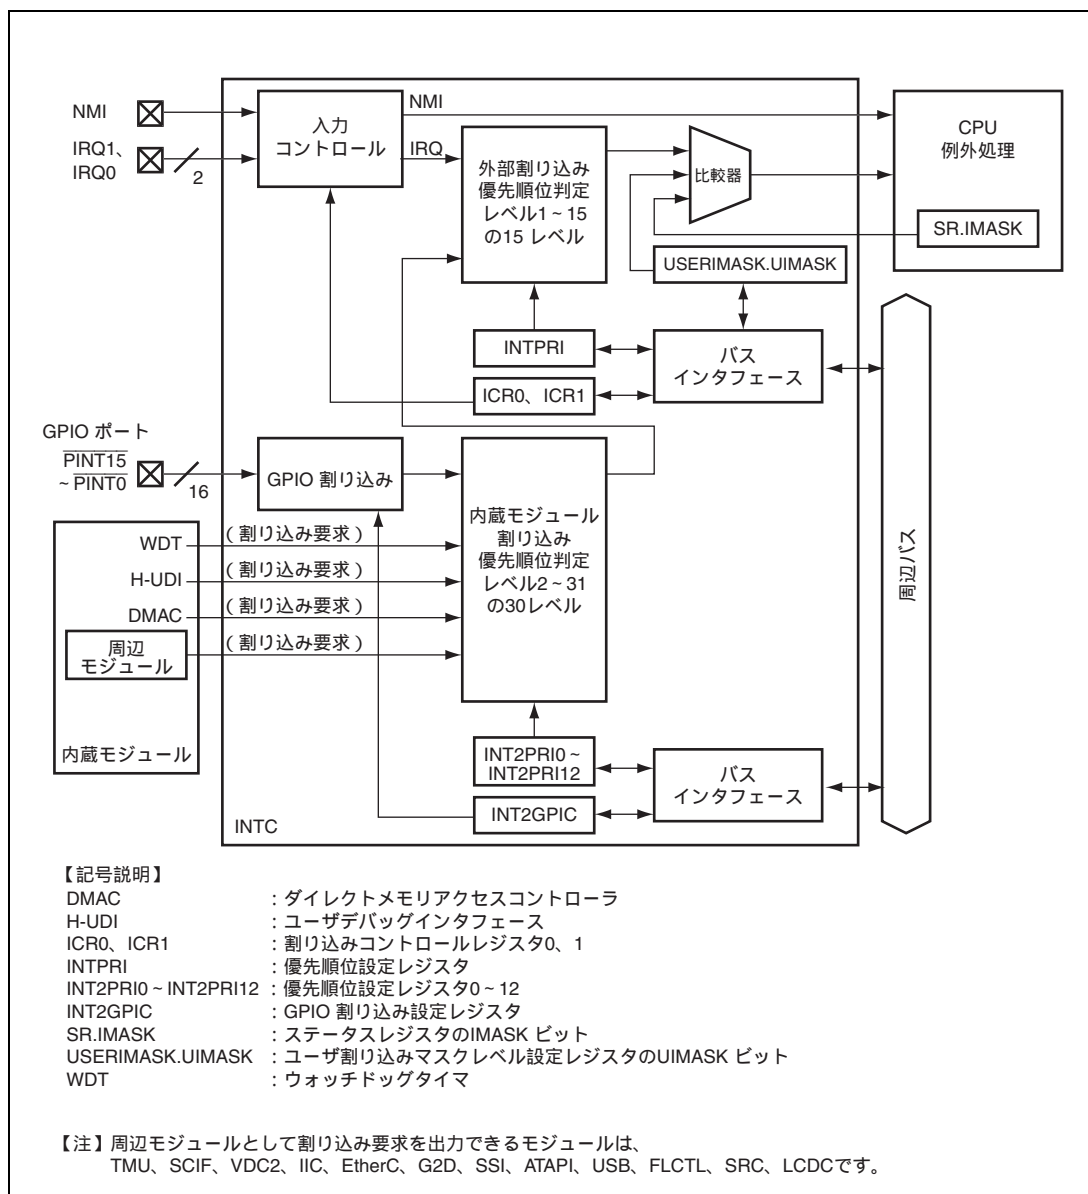 NMI
IRQ1、
IRQ0
2
入力
コントロール
NMI
IRQ
外部割り込み
優先順位判定
レベル1~15
の15 レベル
比較器
CPU
例外処理
SR.IMASK
USERIMASK.UIMASK
INTPRI
ICR0、ICR1
バス
インタフェース
GPIO ポート
PINT15
~PINT0
16
GPIO 割り込み
内蔵モジュール
割り込み
優先順位判定
レベル2~31
の30レベル
WDT
(割り込み要求)
H-UDI
(割り込み要求)
DMAC
(割り込み要求)
周辺
モジュール
(割り込み要求)
内蔵モジュール
周辺バス
INT2PRI0~
INT2PRI12
INT2GPIC
バス
インタフェース
INTC
【記号説明】
DMAC :ダイレクトメモリアクセスコントローラ
H-UDI :ユーザデバッグインタフェース
ICR0、ICR1 :割り込みコントロールレジスタ0、1
INTPRI :優先順位設定レジスタ
INT2PRI0~INT2PRI12 :優先順位設定レジスタ0~12
INT2GPIC :GPIO 割り込み設定レジスタ
SR.IMASK :ステータスレジスタのIMASK ビット
USERIMASK.UIMASK :ユーザ割り込みマスクレベル設定レジスタのUIMASK ビット
WDT :ウォッチドッグタイマ
【注】周辺モジュールとして割り込み要求を出力できるモジュールは、
TMU、SCIF、VDC2、IIC、EtherC、G2D、SSI、ATAPI、USB、FLCTL、SRC、LCDCです。